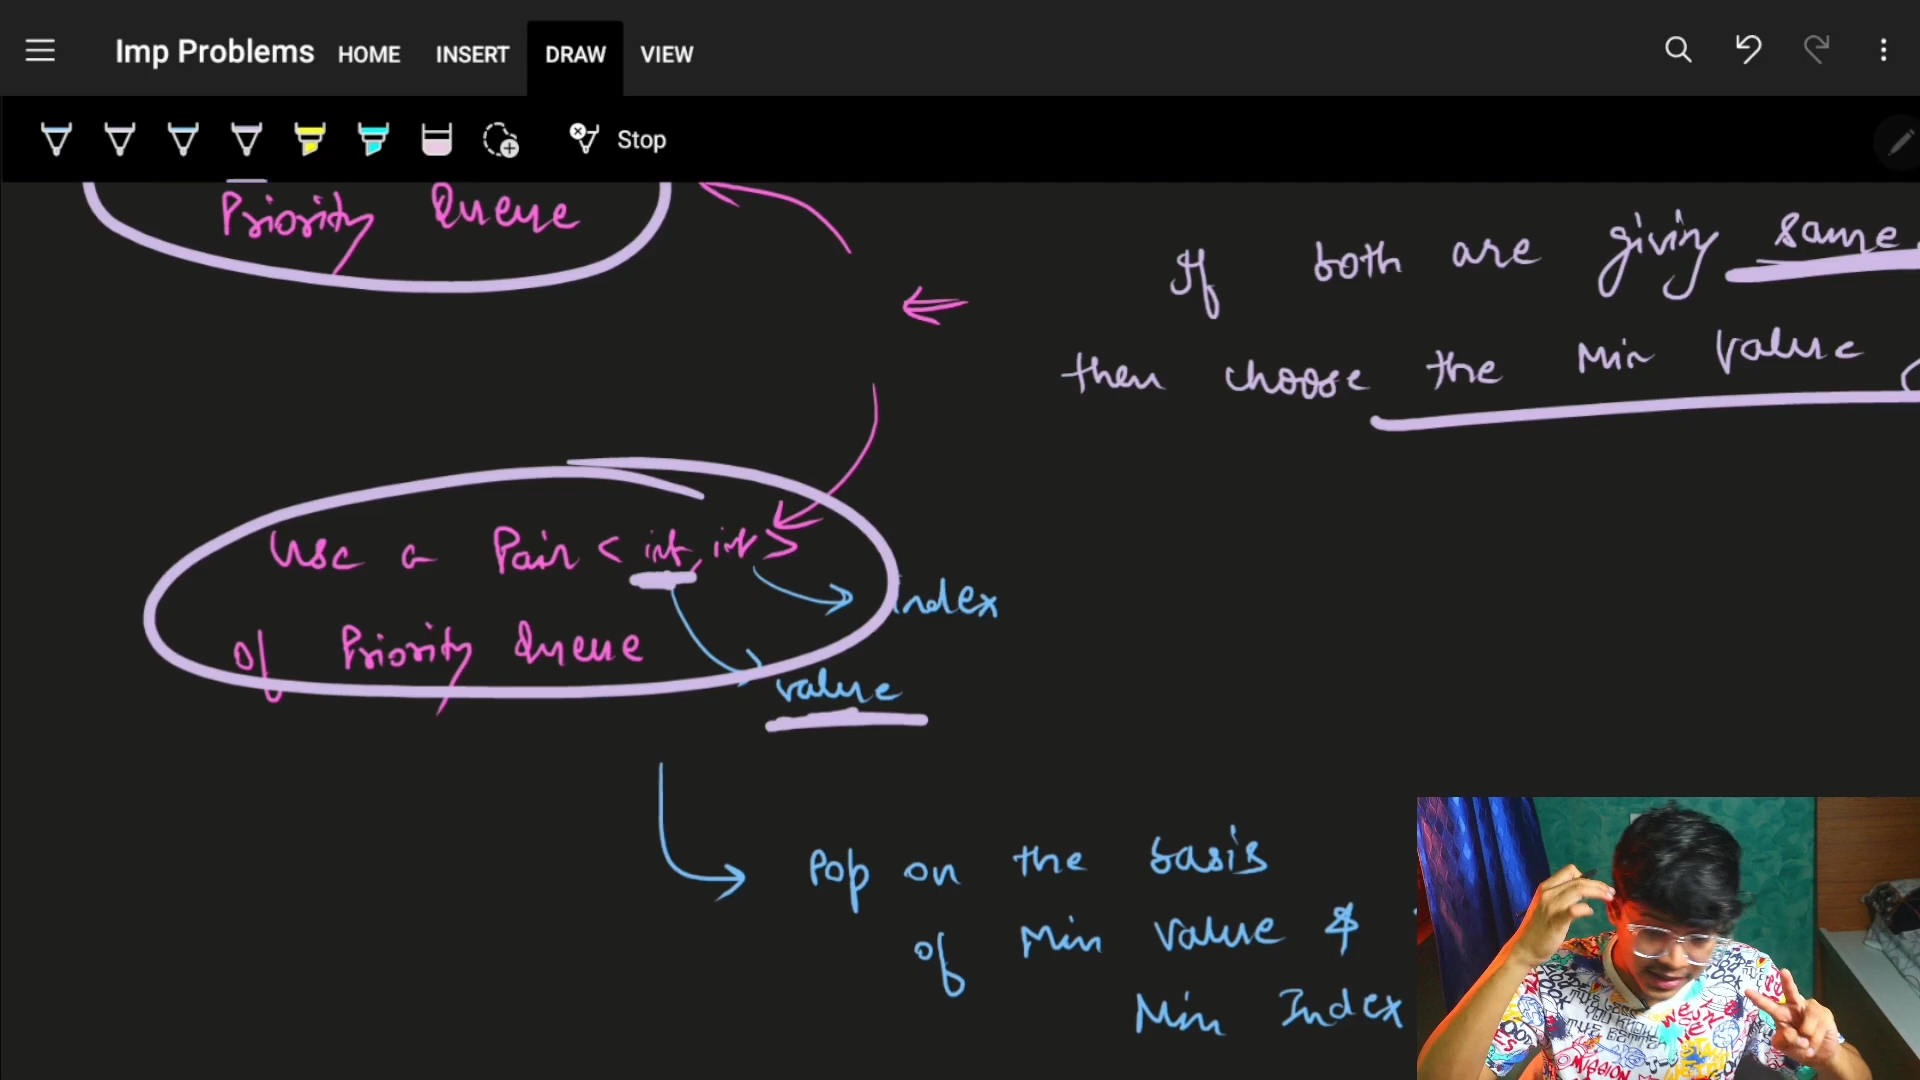 Imp Problems HOME INSERT DRAW VIEW
Stop
Priority Queue
If both are giving same
then choose the Min Value
Use a Pair < int, int >
index
of Priority Queue
value
Pop on the basis
of Min Value &
Min Index